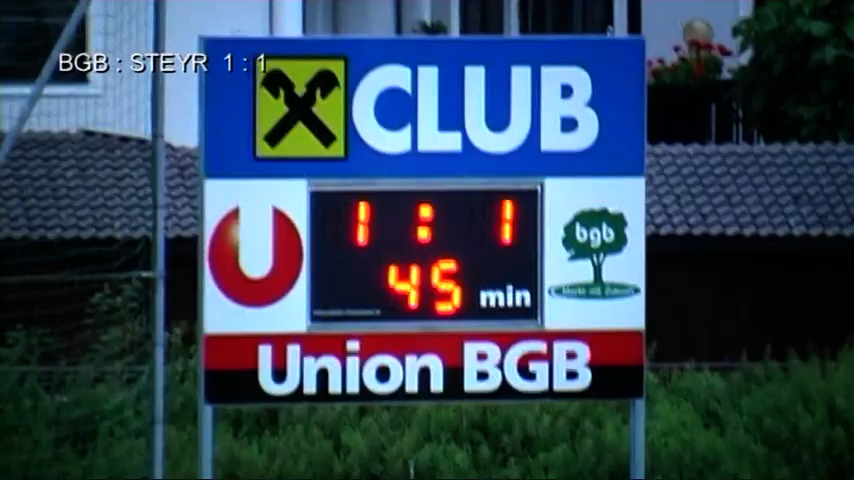 BGB : STEYR 1 : 1
CLUB
1 : 1
bgb
45 min
Union BGB